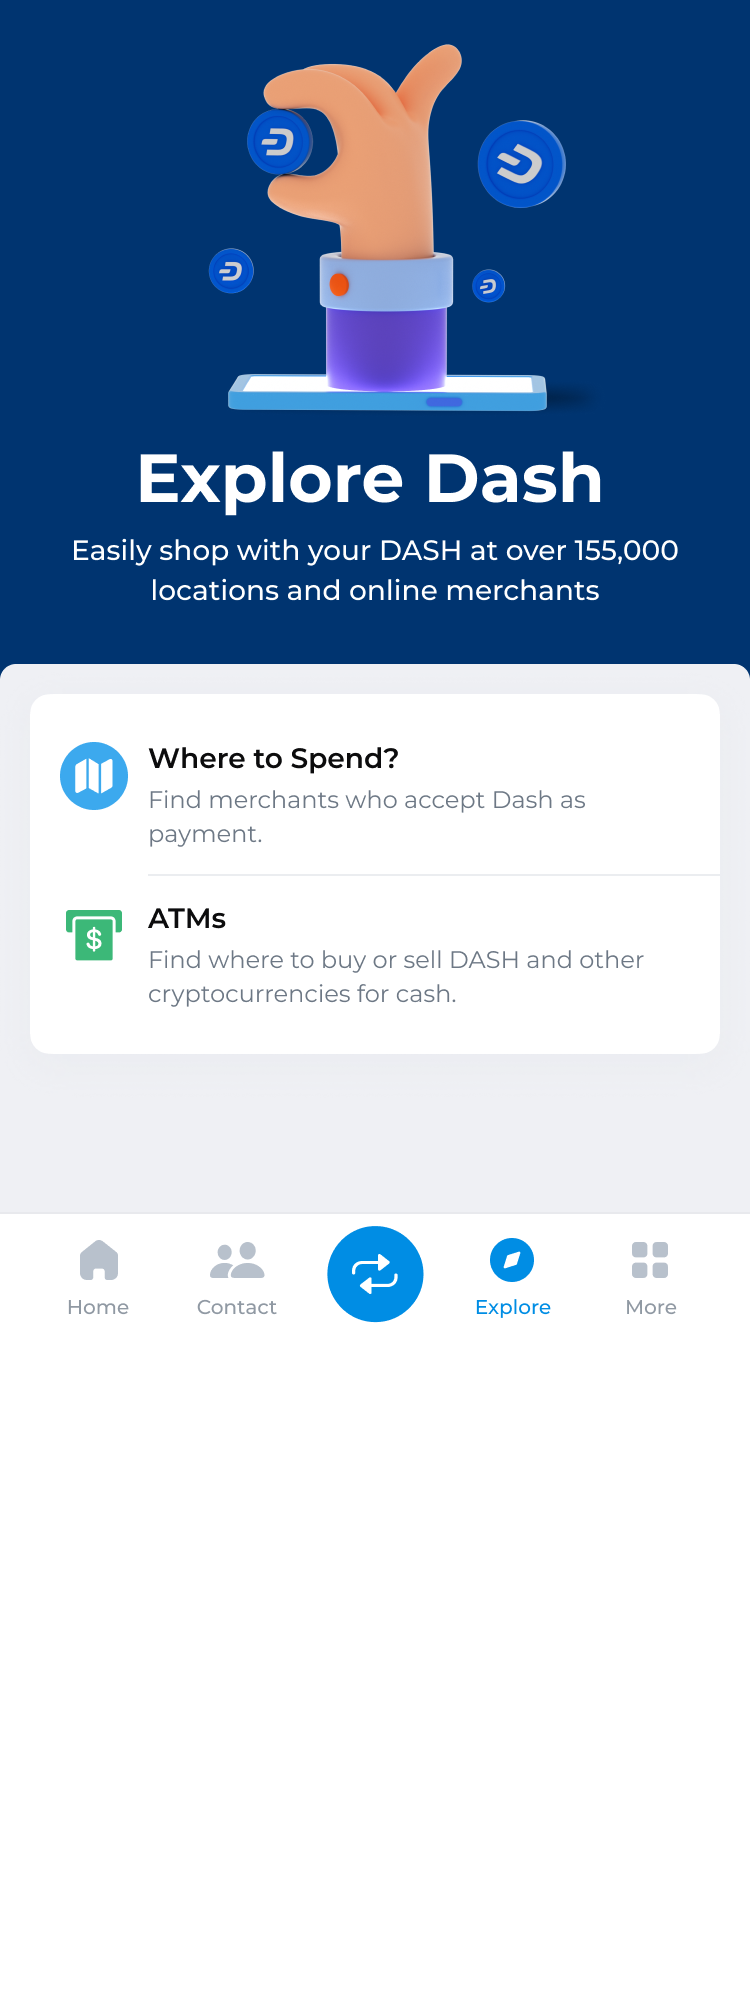 Explore Dash
Easily shop with your DASH at over 155,000
locations and online merchants
Where to Spend?
Find merchants who accept Dash as
payment.
$
ATMs
Find where to buy or sell DASH and other
cryptocurrencies for cash.
Home
Contact
Explore
More